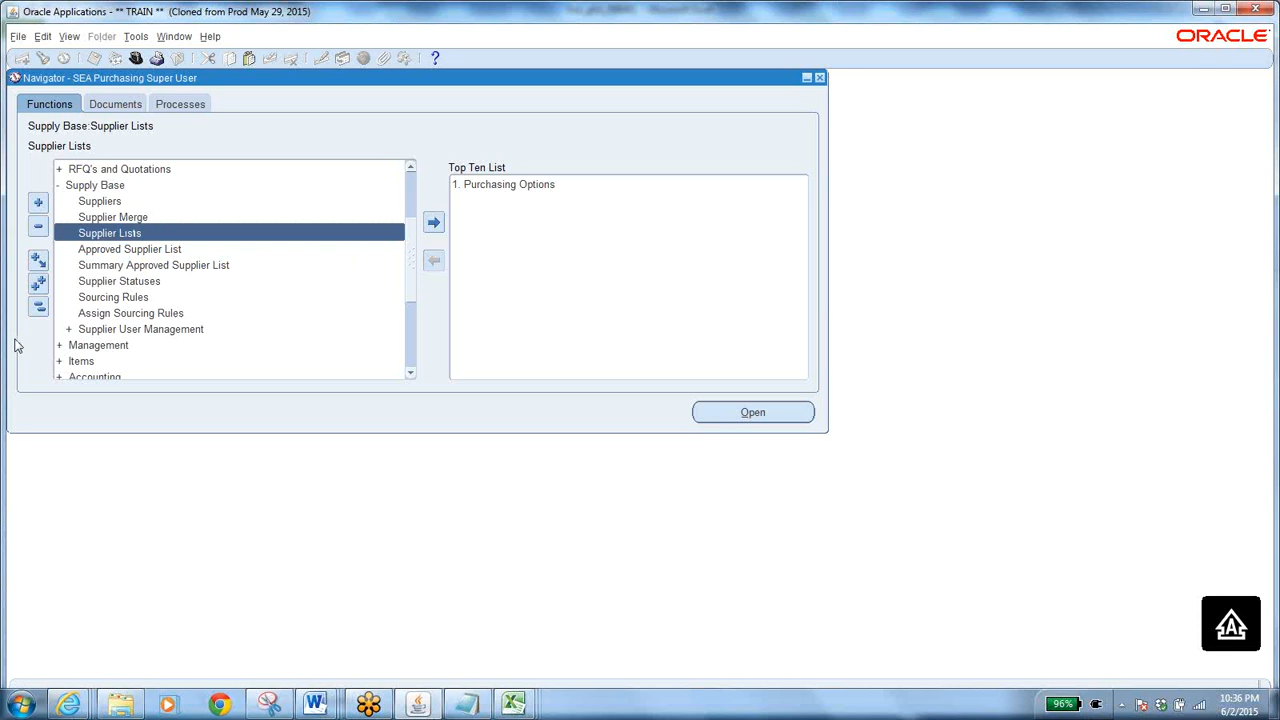 Oracle Applications - ** TRAIN ** (Cloned from Prod May 29, 2015)
File Edit View Folder Tools Window Help
ORACLE
Navigator - SEA Purchasing Super User
Functions Documents Processes
Supply Base:Supplier Lists
Supplier Lists
+ RFQ's and Quotations
- Supply Base
Suppliers
Supplier Merge
Supplier Lists
Approved Supplier List
Summary Approved Supplier List
Supplier Statuses
Sourcing Rules
Assign Sourcing Rules
+ Supplier User Management
+ Management
+ Items
+ Accounting
Top Ten List
1. Purchasing Options
Open
A
96%
10:36 PM
6/2/2015